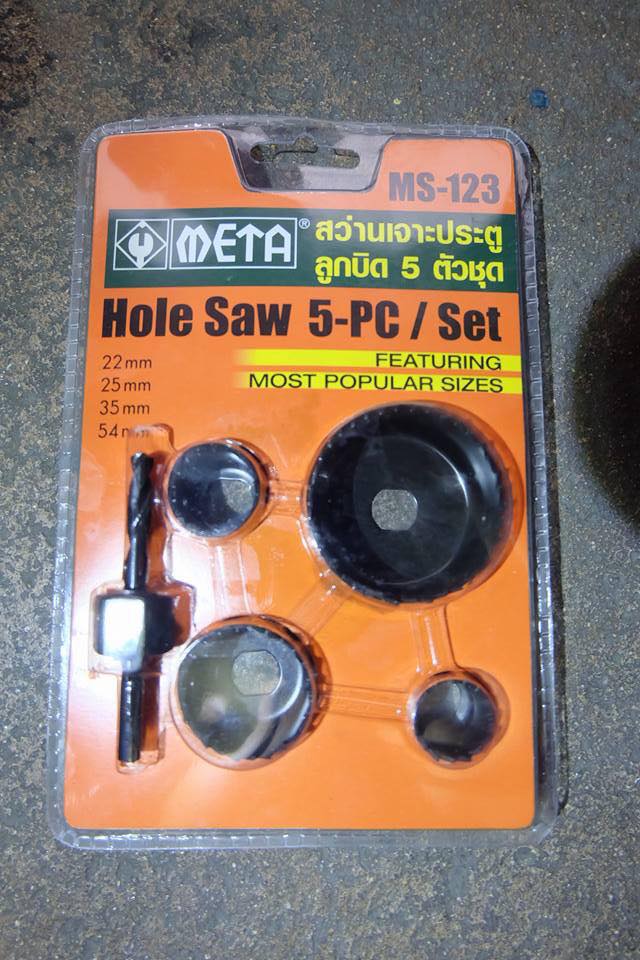 MS-123
META®
สว่านเจาะประตู
ลูกบิด 5 ตัวชุด
Hole Saw 5-PC / Set
22mm
25mm
35mm
54mm
FEATURING
MOST POPULAR SIZES